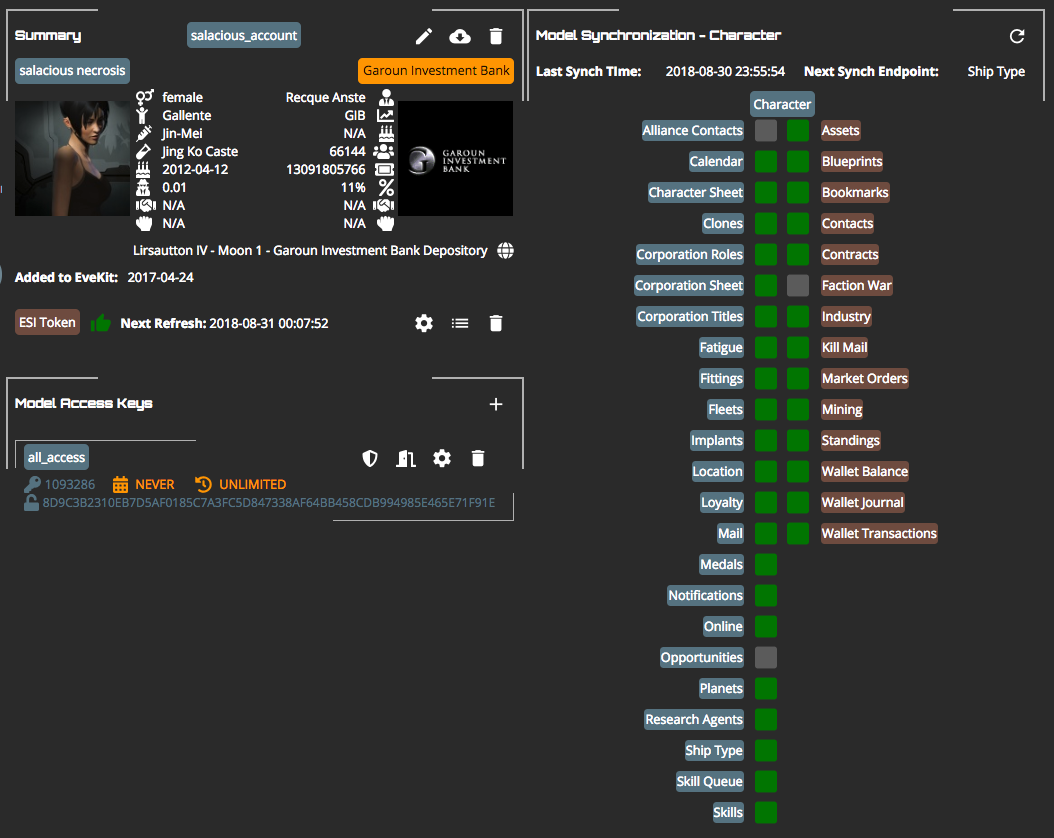 Summary
salacious_account
salacious necrosis
Garoun Investment Bank
female
Recque Anste
Gallente
GIB
Jin-Mei
N/A
Jing Ko Caste
66144
2012-04-12
13091805766
0.01
11%
N/A
N/A
N/A
N/A
GAROUN
INVESTMENT
BANK
Lirsautton IV - Moon 1 - Garoun Investment Bank Depository
Added to EveKit: 2017-04-24
ESI Token
Next Refresh: 2018-08-31 00:07:52
Model Access Keys
all_access
1093286 NEVER UNLIMITED
8D9C3B2310EB7D5AF0185C7A3FC5D847338AF64BB458CDB994985E465E71F91E
Model Synchronization - Character
Last Synch TIme: 2018-08-30 23:55:54 Next Synch Endpoint: Ship Type
Character
Alliance Contacts Assets
Calendar Blueprints
Character Sheet Bookmarks
Clones Contacts
Corporation Roles Contracts
Corporation Sheet Faction War
Corporation Titles Industry
Fatigue Kill Mail
Fittings Market Orders
Fleets Mining
Implants Standings
Location Wallet Balance
Loyalty Wallet Journal
Mail Wallet Transactions
Medals
Notifications
Online
Opportunities
Planets
Research Agents
Ship Type
Skill Queue
Skills